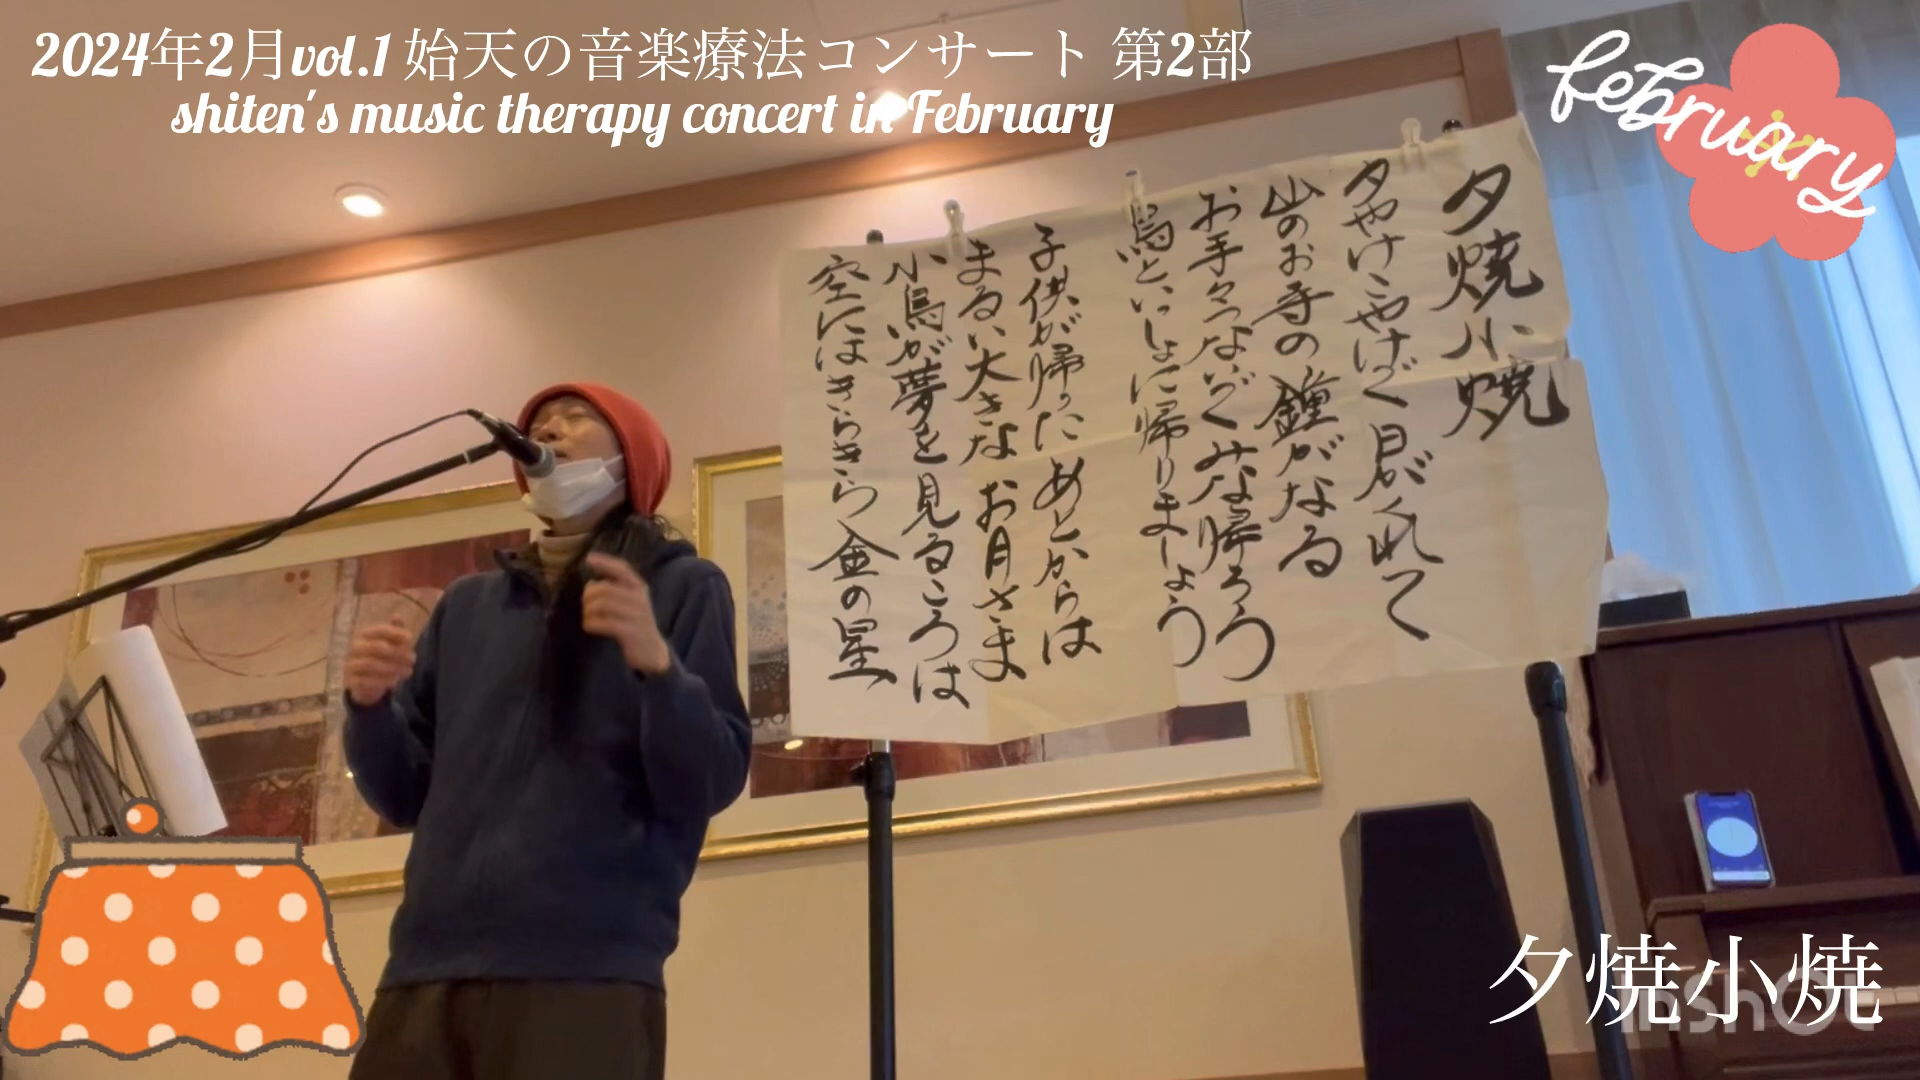 2024年2月vol.1 始天の音楽療法コンサート 第2部
shiten's music therapy concert in February
february
夕焼小焼
夕やけこやけで日が暮れて
山のお寺の鐘がなる
お手々つないでみな帰ろう
烏といっしょに帰りましょう
子供が帰った あとからは
まるい大きな お月さま
小鳥が夢を見るころは
空にはきらきら 金の星
夕焼小焼
InShOt